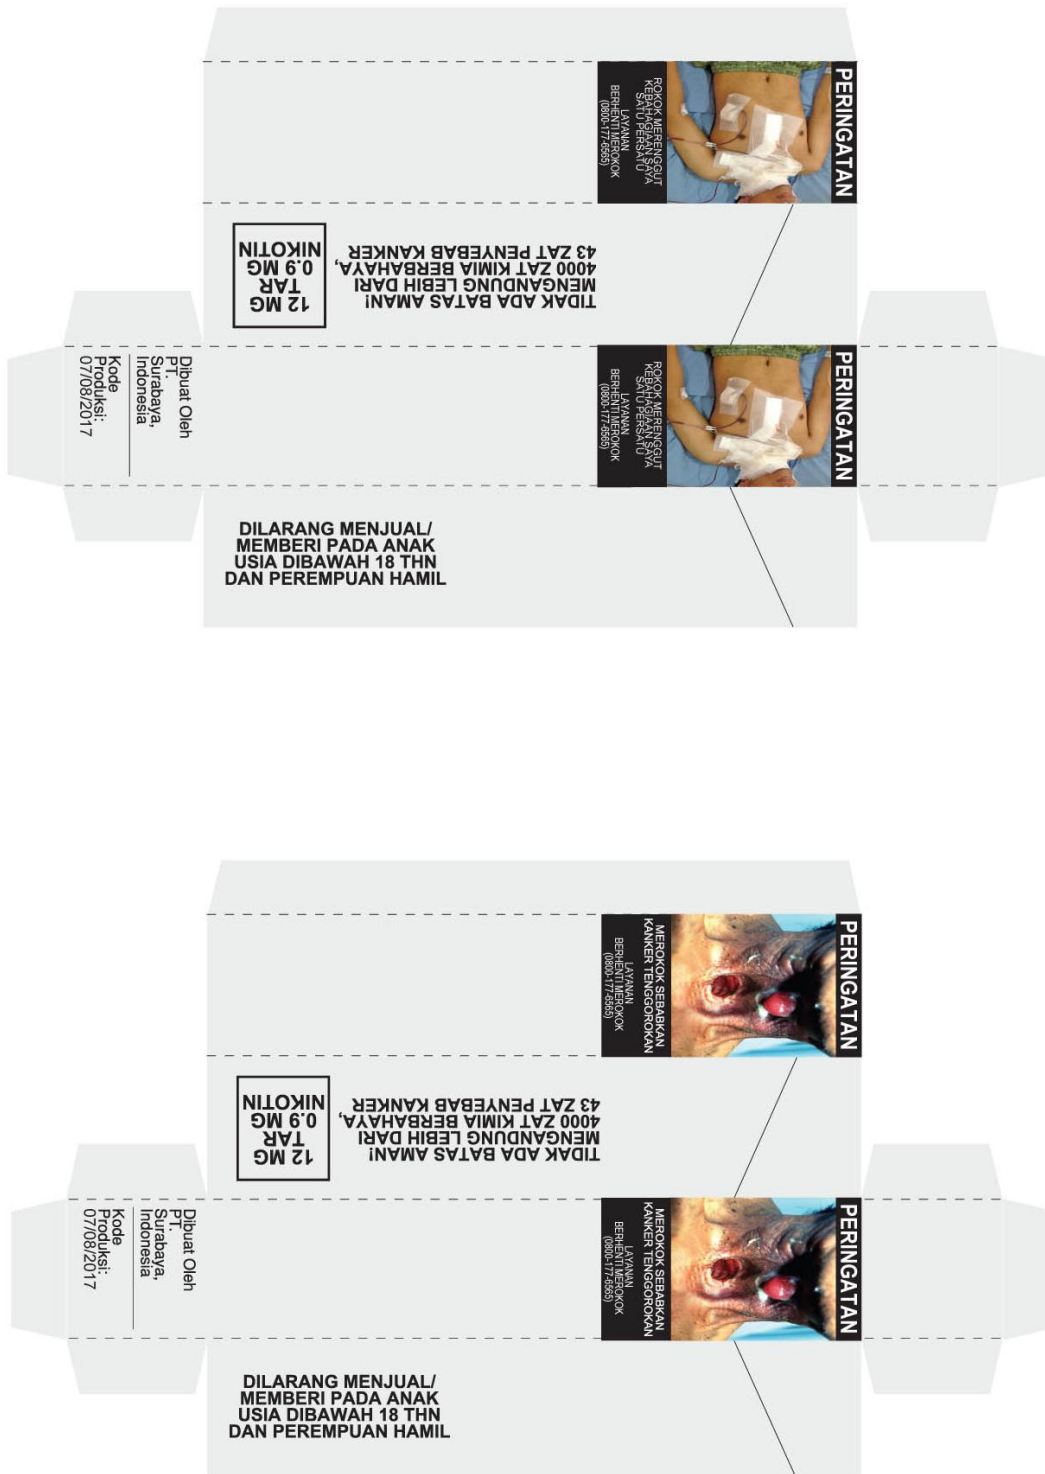 PERINGATAN
ROKOK MERENGGUT
KEBAHAGIAAN SAYA
SATU PERSATU
LAYANAN
BERHENTI MEROKOK
(0800-177-6565)
TIDAK ADA BATAS AMAN!
MENGANDUNG LEBIH DARI
4000 ZAT KIMIA BERBAHAYA,
43 ZAT PENYEBAB KANKER
12 MG
TAR
0.9 MG
NIKOTIN
PERINGATAN
ROKOK MERENGGUT
KEBAHAGIAAN SAYA
SATU PERSATU
LAYANAN
BERHENTI MEROKOK
(0800-177-6565)
Dibuat Oleh
PT.
Surabaya,
Indonesia
Kode
Produksi:
07/08/2017
DILARANG MENJUAL/
MEMBERI PADA ANAK
USIA DIBAWAH 18 THN
DAN PEREMPUAN HAMIL
PERINGATAN
MEROKOK SEBABKAN
KANKER TENGGOROKAN
LAYANAN
BERHENTI MEROKOK
(0800-177-6565)
TIDAK ADA BATAS AMAN!
MENGANDUNG LEBIH DARI
4000 ZAT KIMIA BERBAHAYA,
43 ZAT PENYEBAB KANKER
12 MG
TAR
0.9 MG
NIKOTIN
PERINGATAN
MEROKOK SEBABKAN
KANKER TENGGOROKAN
LAYANAN
BERHENTI MEROKOK
(0800-177-6565)
Dibuat Oleh
PT.
Surabaya,
Indonesia
Kode
Produksi:
07/08/2017
DILARANG MENJUAL/
MEMBERI PADA ANAK
USIA DIBAWAH 18 THN
DAN PEREMPUAN HAMIL